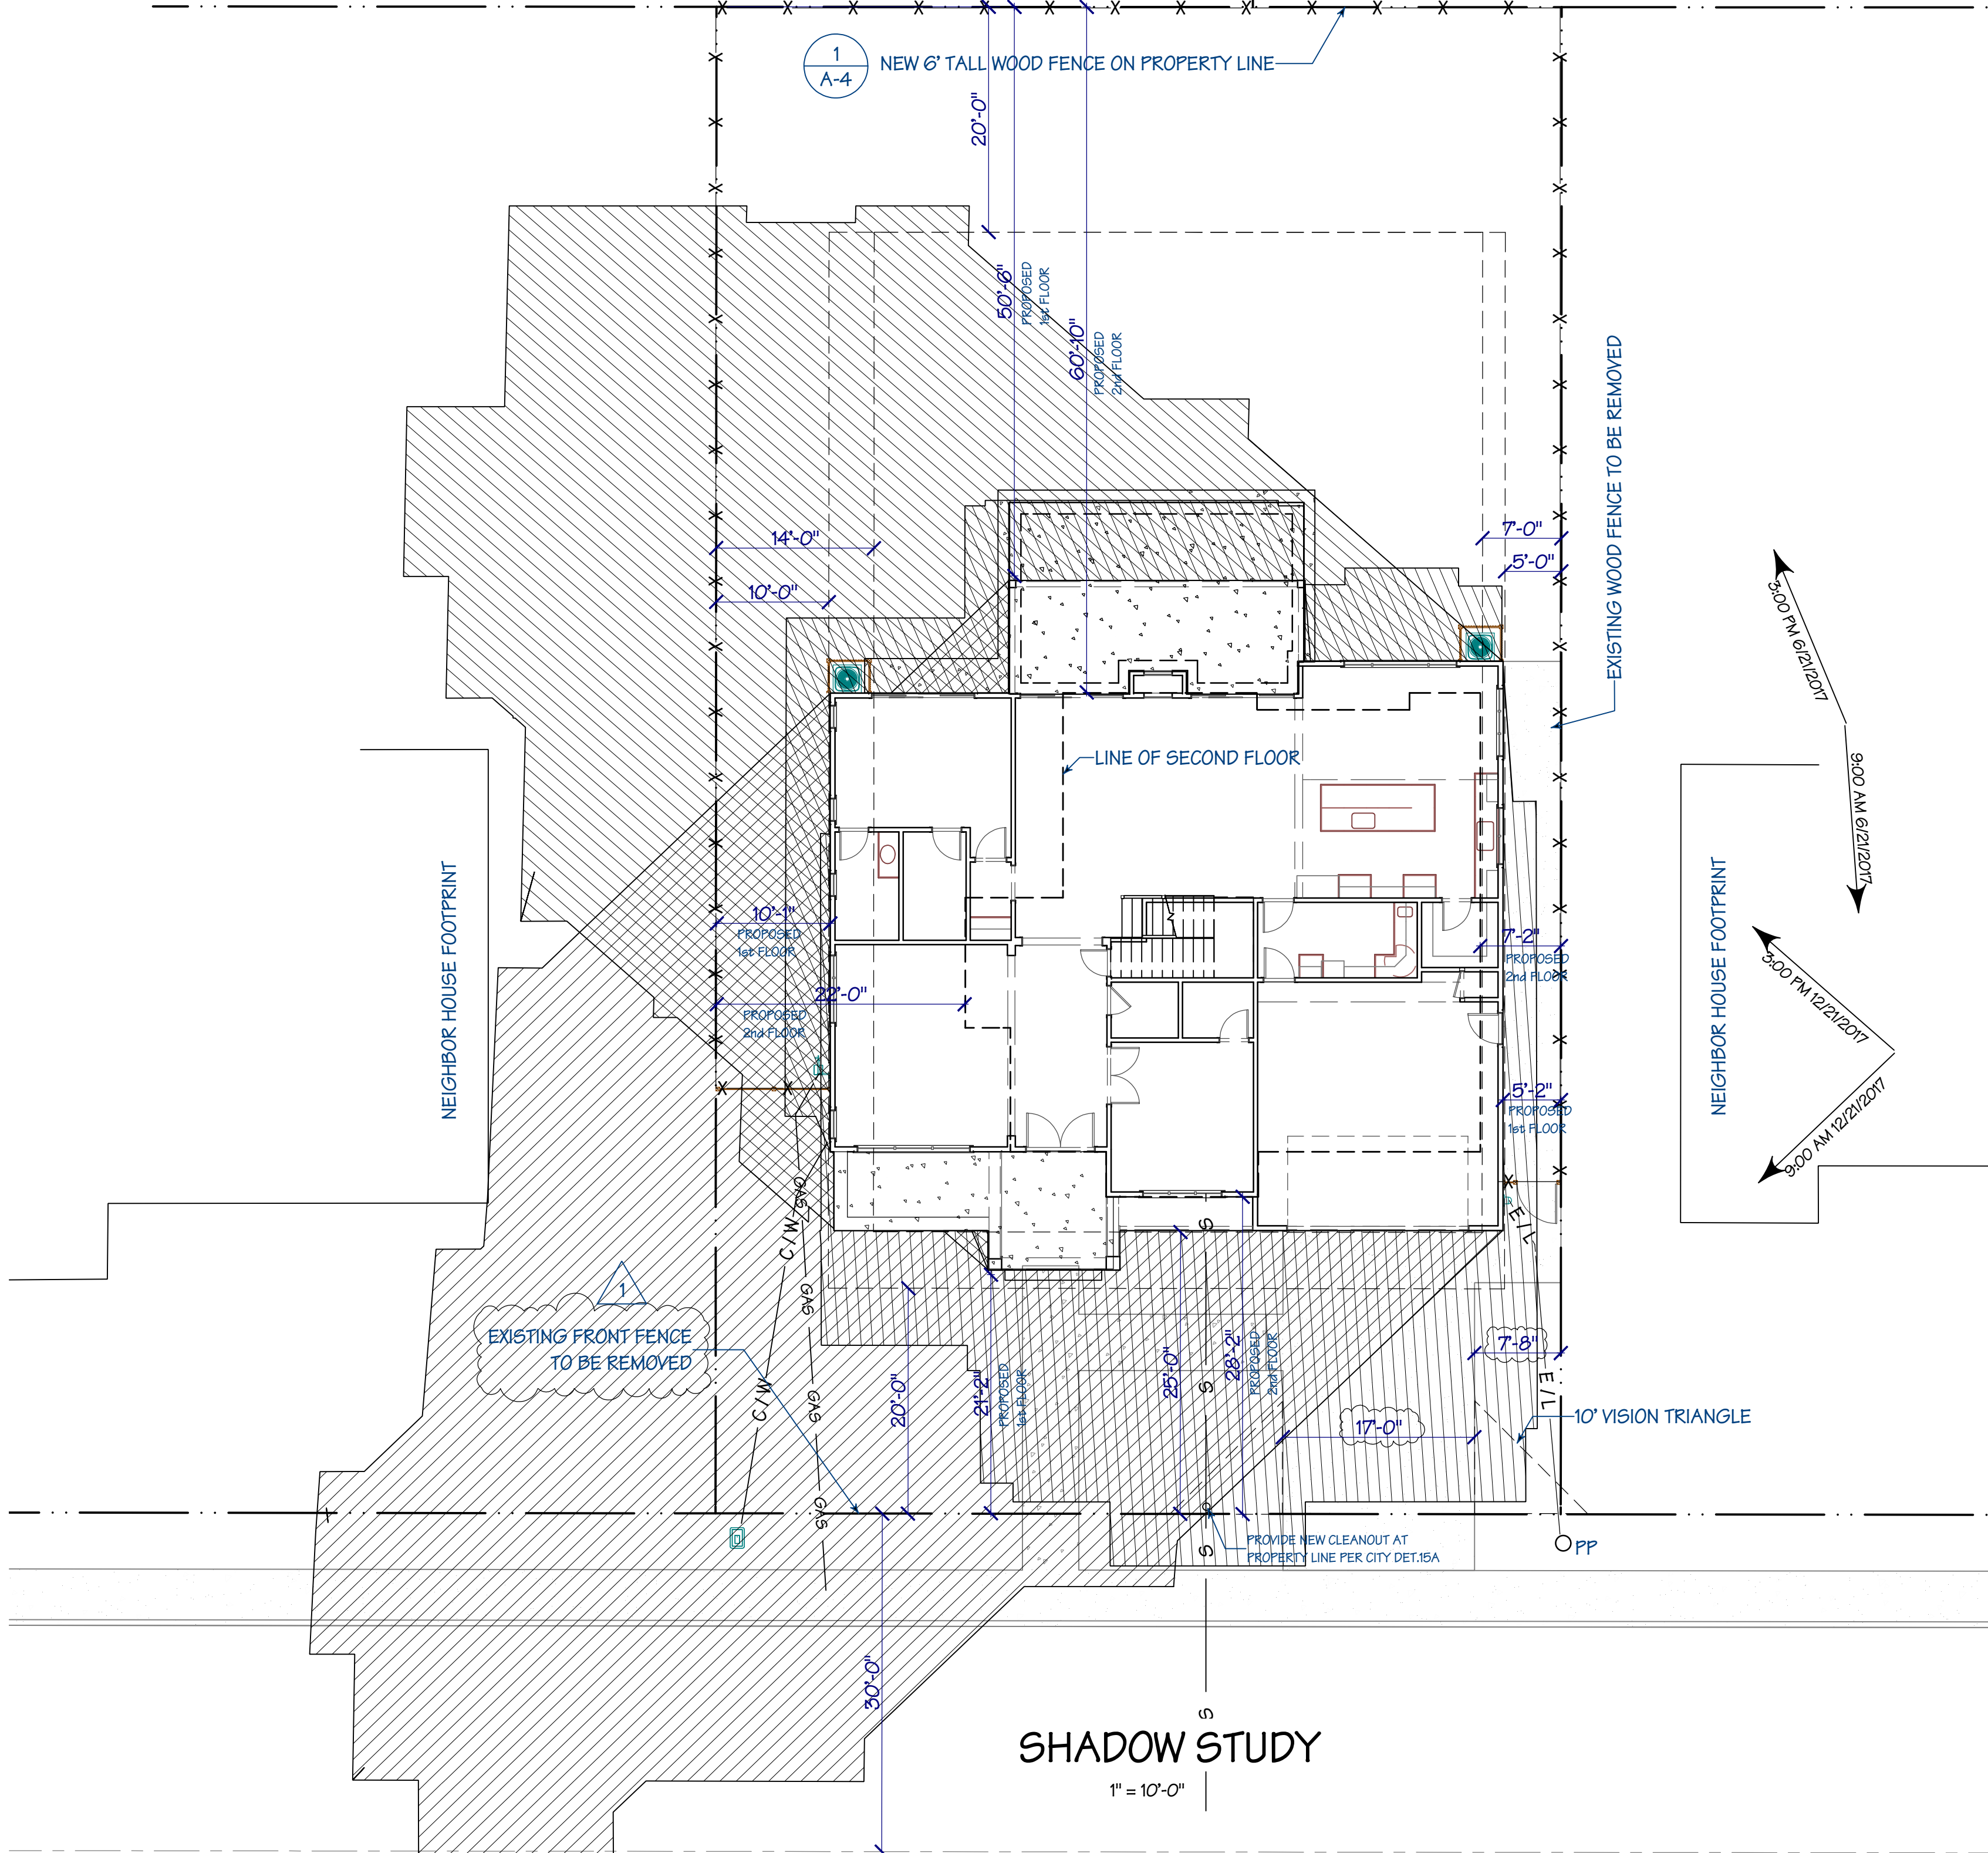 1
A-4
NEW 6' TALL WOOD FENCE ON PROPERTY LINE
20'-0"
50'-6"
PROPOSED
1st FLOOR
60'-10"
PROPOSED
2nd FLOOR
EXISTING WOOD FENCE TO BE REMOVED
14'-0"
10'-0"
7'-0"
5'-0"
3:00 PM 6/21/2017
9:00 AM 6/21/2017
LINE OF SECOND FLOOR
NEIGHBOR HOUSE FOOTPRINT
10'-1"
PROPOSED
1st FLOOR
22'-0"
PROPOSED
2nd FLOOR
7'-2"
PROPOSED
2nd FLOOR
NEIGHBOR HOUSE FOOTPRINT
3:00 PM 12/21/2017
9:00 AM 12/21/2017
5'-2"
PROPOSED
1st FLOOR
GAS
C/W
S
E/L
1
EXISTING FRONT FENCE
TO BE REMOVED
GAS
C/W
GAS
GAS
20'-0"
21'-2"
PROPOSED
1st FLOOR
25'-0"
S
28'-2"
PROPOSED
2nd FLOOR
17'-0"
7'-8"
E/L
10' VISION TRIANGLE
PROVIDE NEW CLEANOUT AT
PROPERTY LINE PER CITY DET.15A
S
PP
30'-0"
S
SHADOW STUDY
1" = 10'-0"